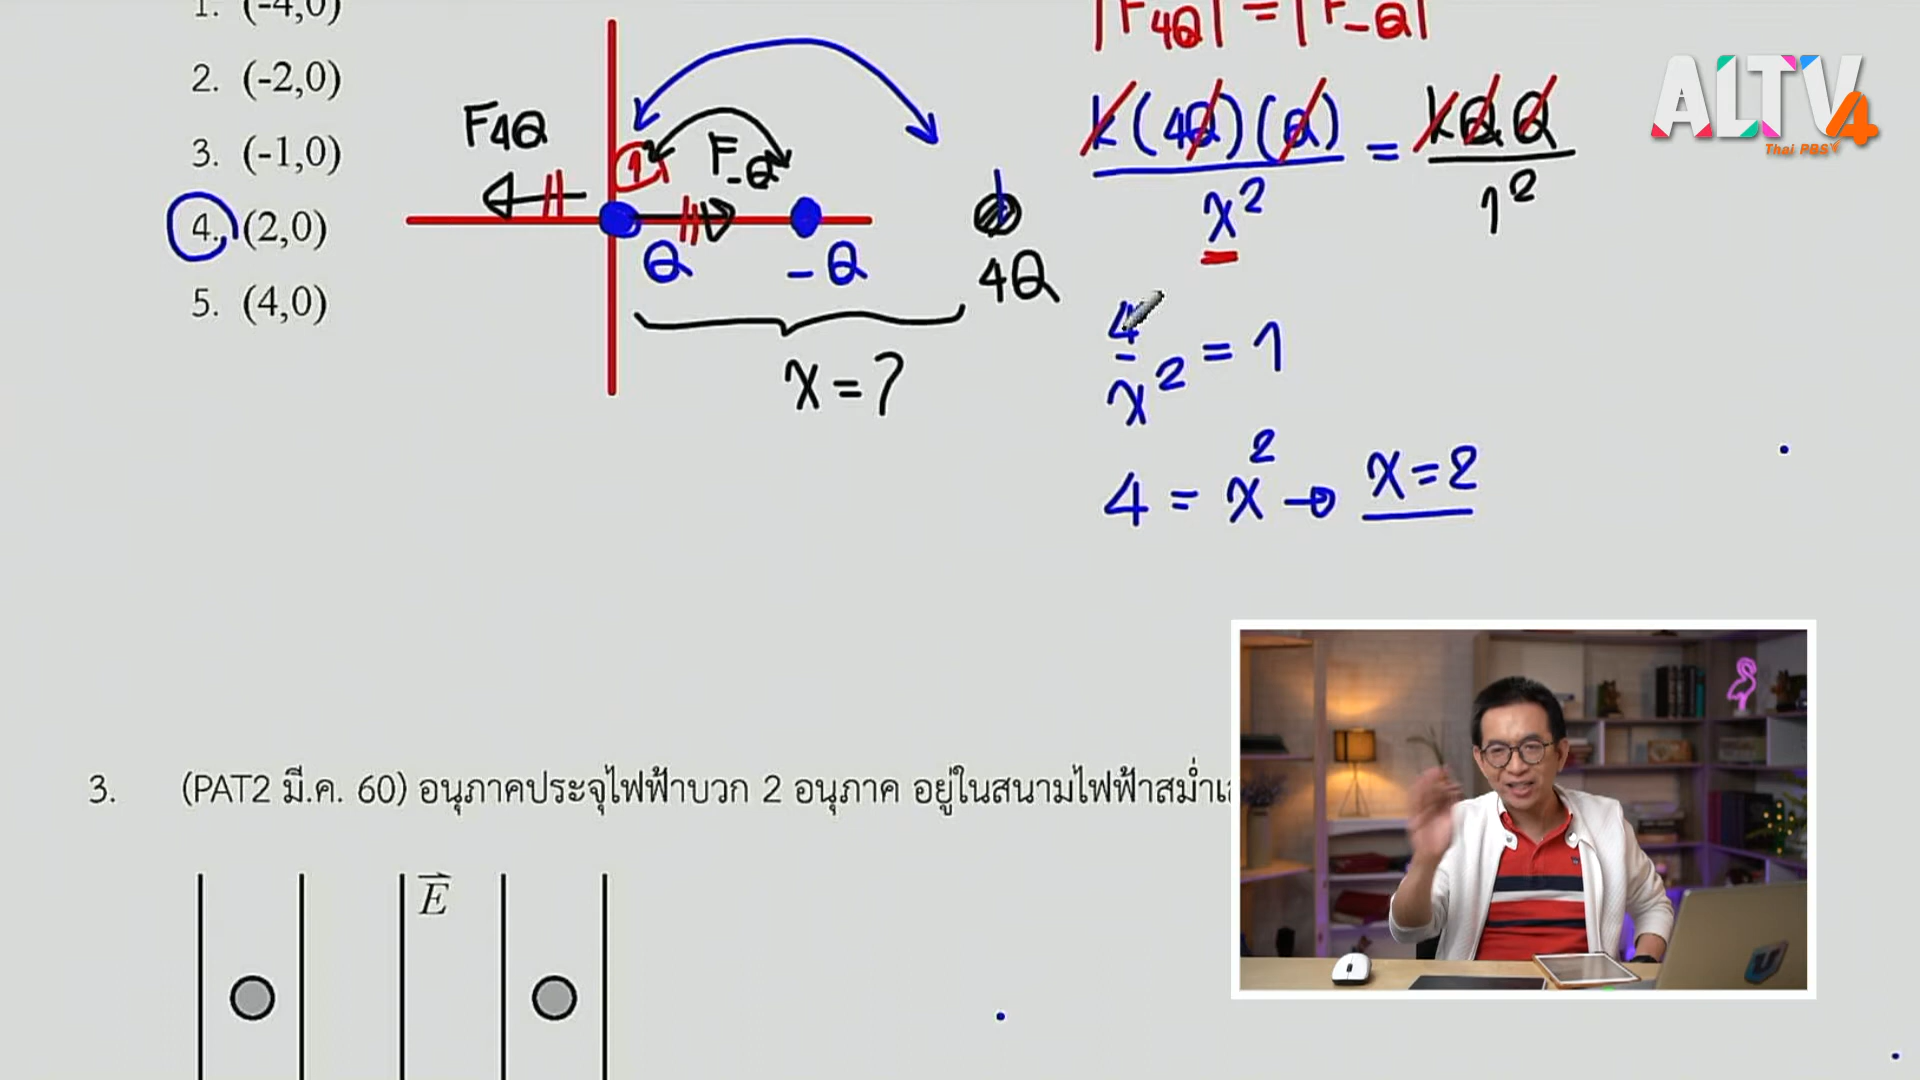 1. (-4,0)
|F4Q| = |F-Q|
2. (-2,0)
3. (-1,0)
4. (2,0)
5. (4,0)
F4Q
1
F-Q
Q
-Q
4Q
x = ?
k(4Q)(Q) / x² = kQQ / 1²
4 / x² = 1
4 = x² → x = 2
ALTV4
Thai PBS
3. (PAT2 มี.ค. 60) อนุภาคประจุไฟฟ้าบวก 2 อนุภาค อยู่ในสนามไฟฟ้าสม่ำเ
E